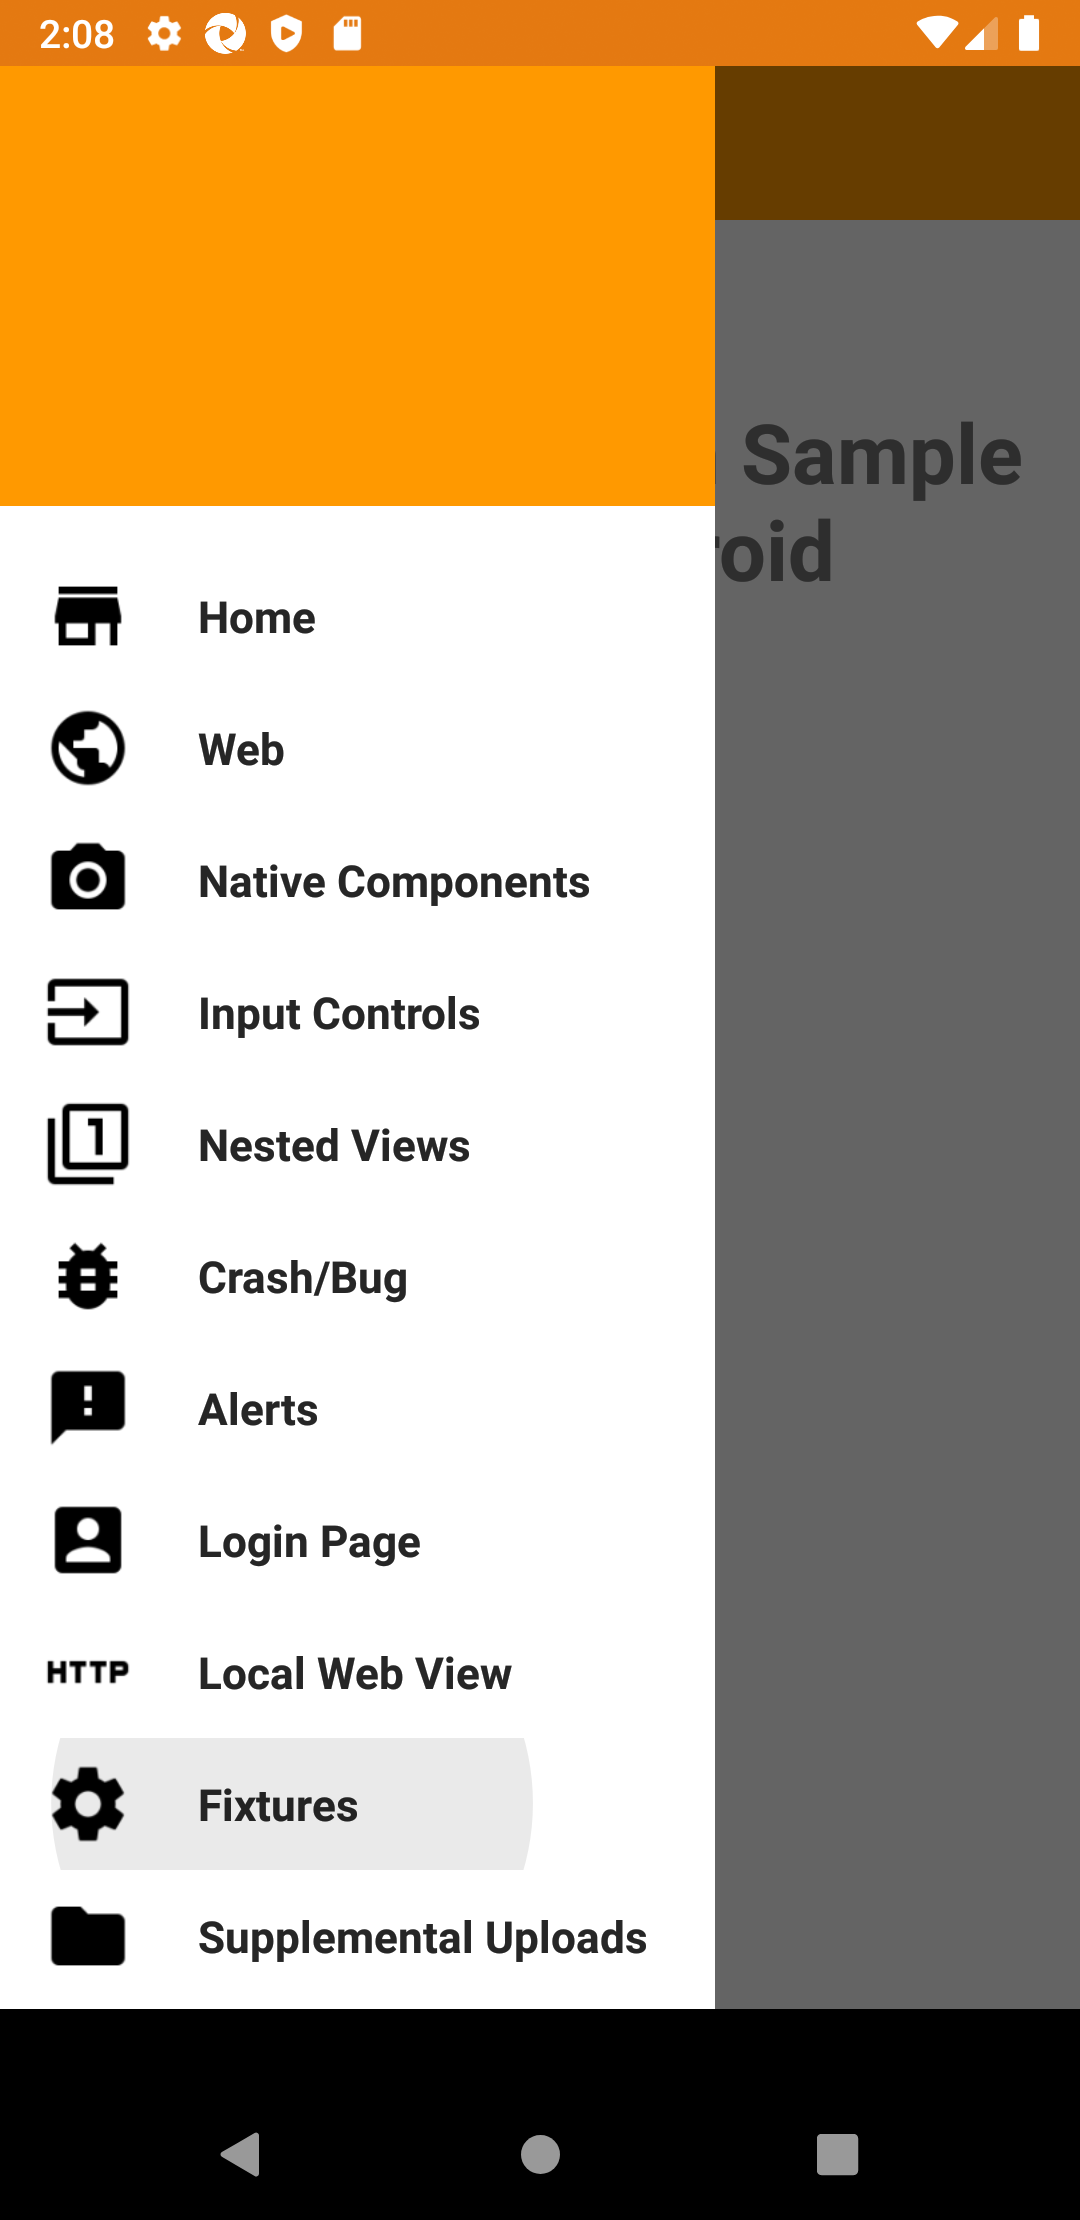 2:08
Sample
roid
Home
Web
Native Components
Input Controls
1
Nested Views
Crash/Bug
Alerts
Login Page
HTTP
Local Web View
Fixtures
Supplemental Uploads